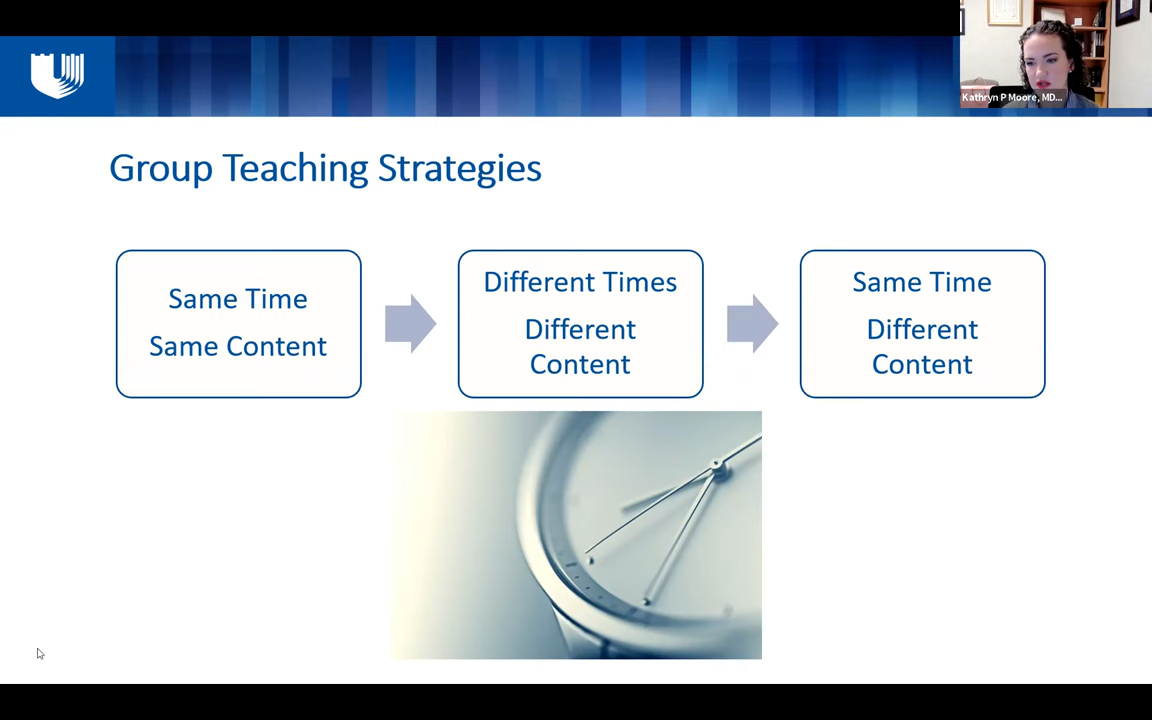 Kathryn P Moore, MD...
Group Teaching Strategies
Same Time
Same Content
Different Times
Different
Content
Same Time
Different
Content